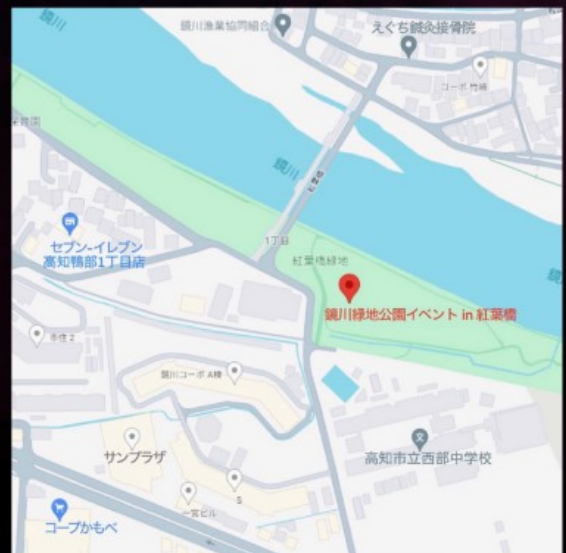 鏡川
鏡川漁業協同組合
えぐち鍼灸接骨院
コーポ 竹崎
鏡川
紅葉橋
1丁目
紅葉橋緑地
セブン-イレブン
高知鴨部1丁目店
鏡川緑地公園イベント in 紅葉橋
市住 2
鏡川コーポ A棟
サンプラザ
高知市立西部中学校
文
S
一宮ビル
コープかもべ